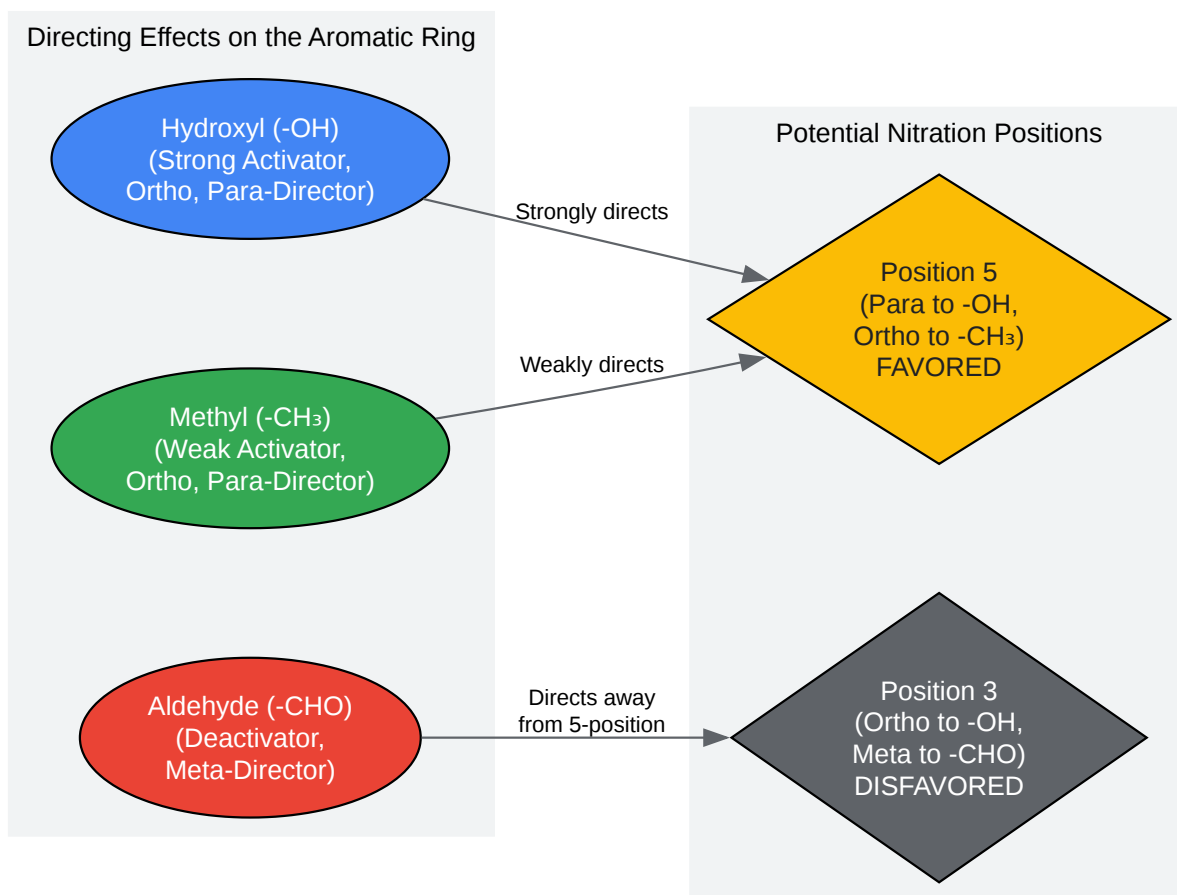 Directing Effects on the Aromatic Ring
Hydroxyl (-OH)
(Strong Activator,
Ortho, Para-Director)
Strongly directs
Potential Nitration Positions
Position 5
(Para to -OH,
Ortho to -CH₃)
FAVORED
Weakly directs
Methyl (-CH₃)
(Weak Activator,
Ortho, Para-Director)
Aldehyde (-CHO)
(Deactivator,
Meta-Director)
Directs away
from 5-position
Position 3
(Ortho to -OH,
Meta to -CHO)
DISFAVORED